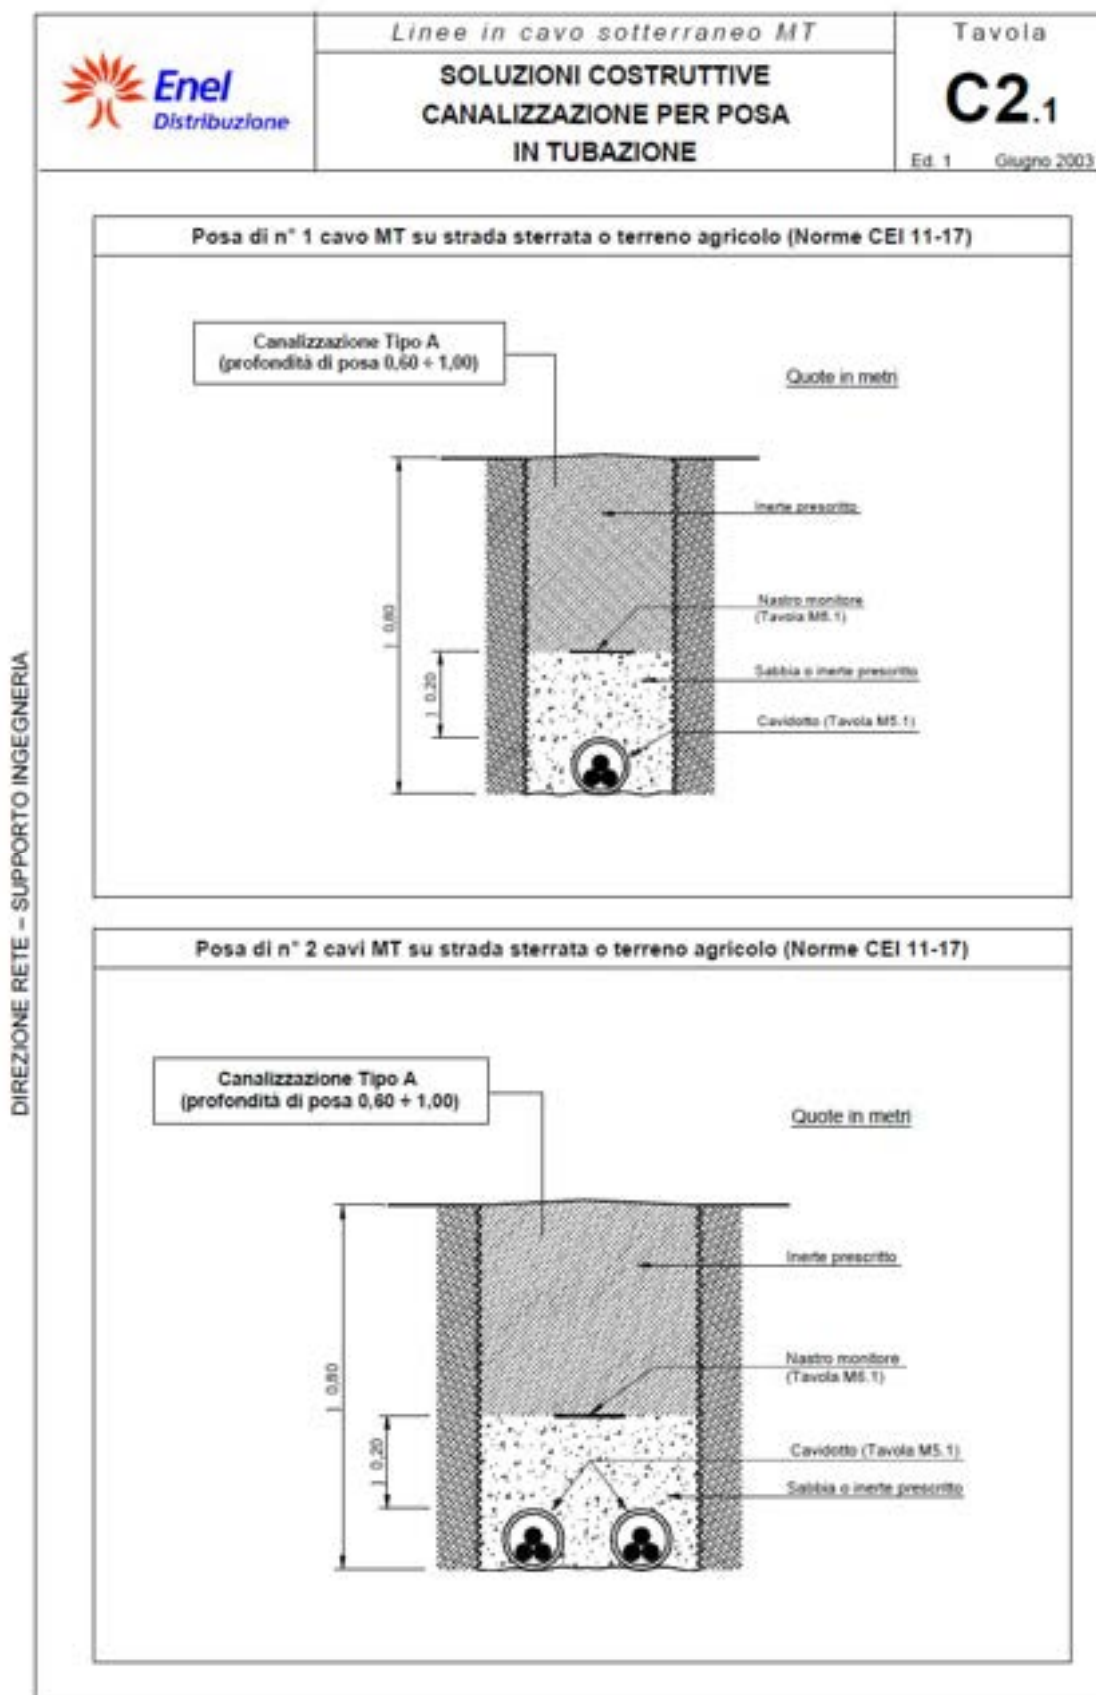 Enel
Distribuzione
Linee in cavo sotterraneo MT
SOLUZIONI COSTRUTTIVE
CANALIZZAZIONE PER POSA
IN TUBAZIONE
Tavola
C2.1
Ed. 1 Giugno 2003
DIREZIONE RETE – SUPPORTO INGEGNERIA
Posa di n° 1 cavo MT su strada sterrata o terreno agricolo (Norme CEI 11-17)
Canalizzazione Tipo A
(profondità di posa 0,60 ÷ 1,00)
Quote in metri
Inerte prescritto
Nastro monitore
(Tavola M6.1)
Sabbia o inerte prescritto
Cavidotto (Tavola M5.1)
0,20
Posa di n° 2 cavi MT su strada sterrata o terreno agricolo (Norme CEI 11-17)
Canalizzazione Tipo A
(profondità di posa 0,60 ÷ 1,00)
Quote in metri
Inerte prescritto
Nastro monitore
(Tavola M6.1)
Cavidotto (Tavola M5.1)
Sabbia o inerte prescritto
0,20